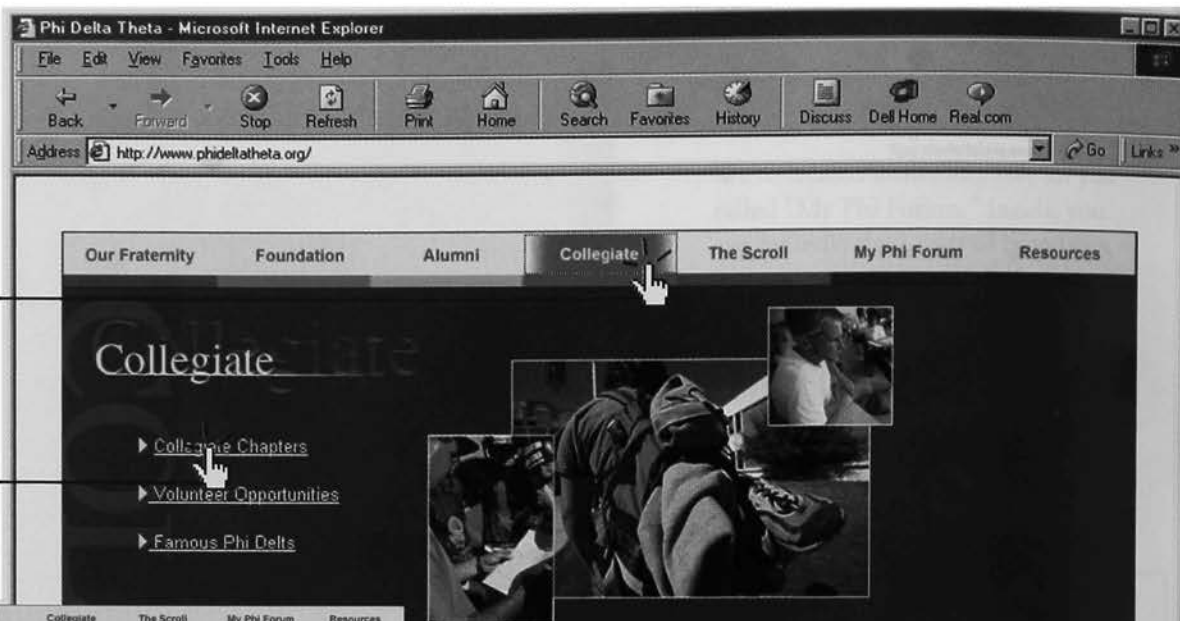 Phi Delta Theta - Microsoft Internet Explorer
File Edit View Favorites Tools Help
Back Forward Stop Refresh Print Home Search Favorites History Discuss Dell Home Real.com
Address http://www.phideltatheta.org/ Go Links »
Our Fraternity Foundation Alumni Collegiate The Scroll My Phi Forum Resources
Collegiate
Collegiate Chapters
Volunteer Opportunities
Famous Phi Delts
Collegiate The Scroll My Phi Forum Resources